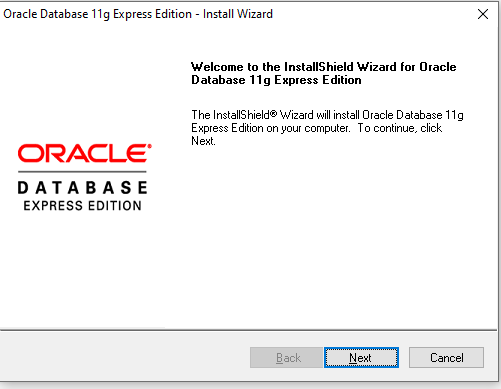 Oracle Database 11g Express Edition - Install Wizard
Welcome to the InstallShield Wizard for Oracle
Database 11g Express Edition
The InstallShield® Wizard will install Oracle Database 11g
Express Edition on your computer. To continue, click
Next.
ORACLE®
DATABASE
EXPRESS EDITION
Back
Next
Cancel